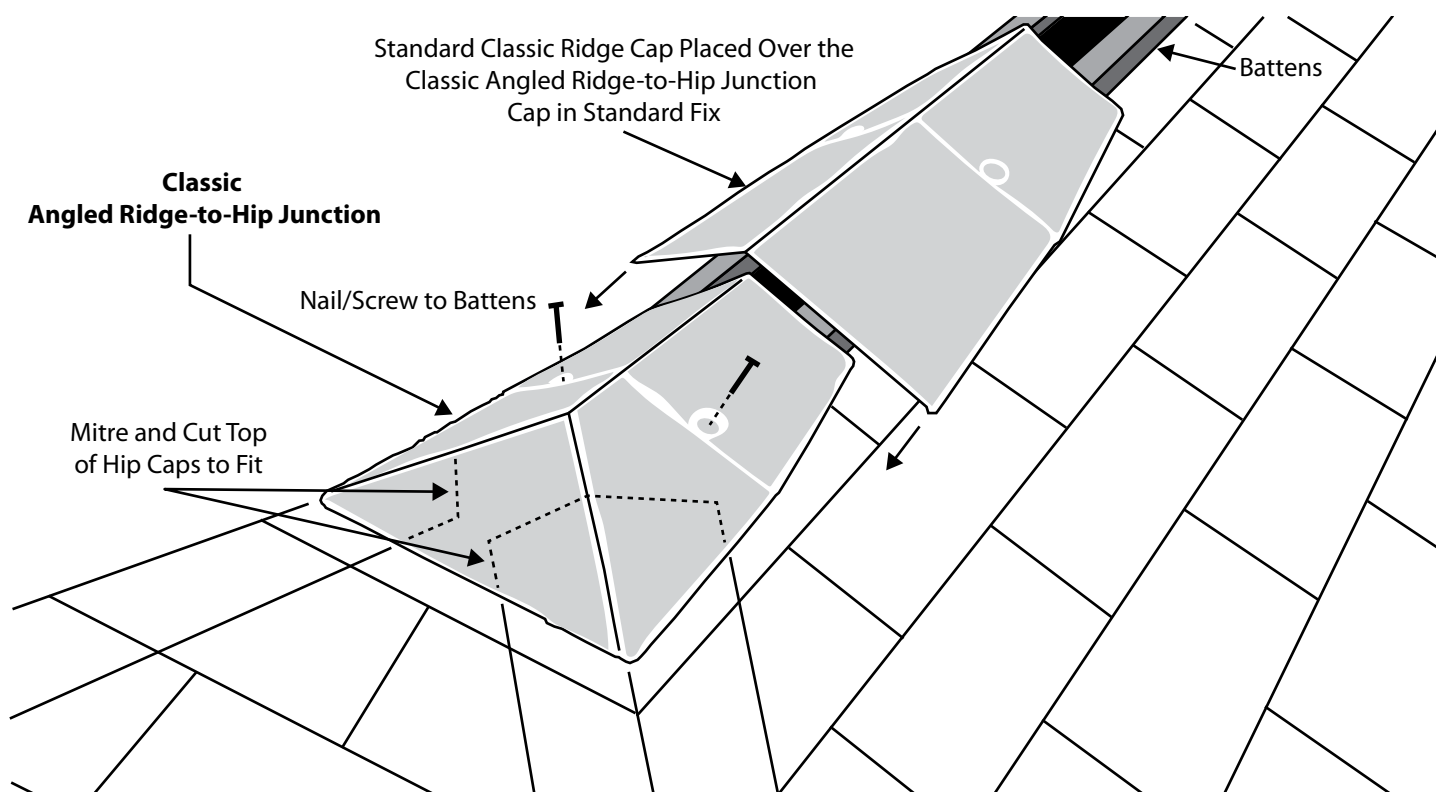 Standard Classic Ridge Cap Placed Over the
Classic Angled Ridge-to-Hip Junction
Cap in Standard Fix
Battens
Classic
Angled Ridge-to-Hip Junction
Nail/Screw to Battens
Mitre and Cut Top
of Hip Caps to Fit